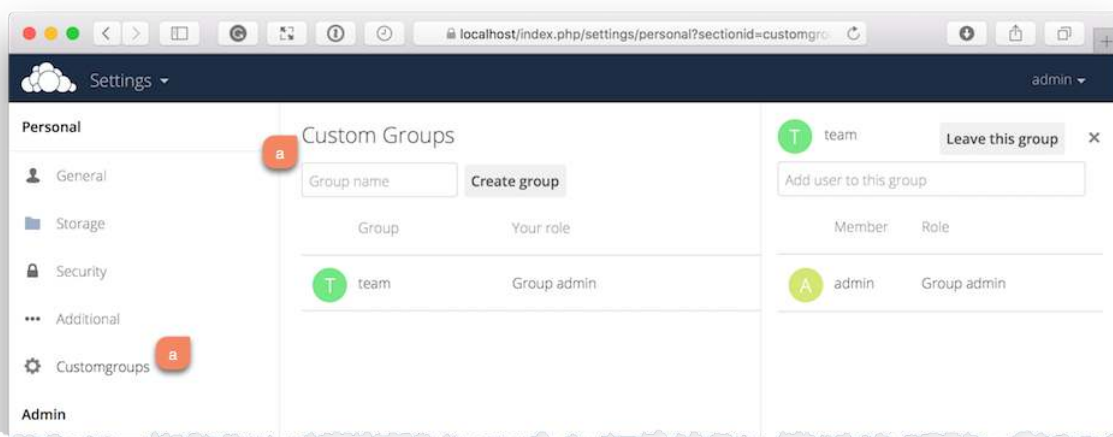 localhost/index.php/settings/personal?sectionid=customgro
Settings
admin
Personal
General
Storage
Security
Additional
Customgroups
Admin
a
a
Custom Groups
Group name
Create group
Group Your role
T team Group admin
T team
Leave this group
Add user to this group
Member Role
A admin Group admin